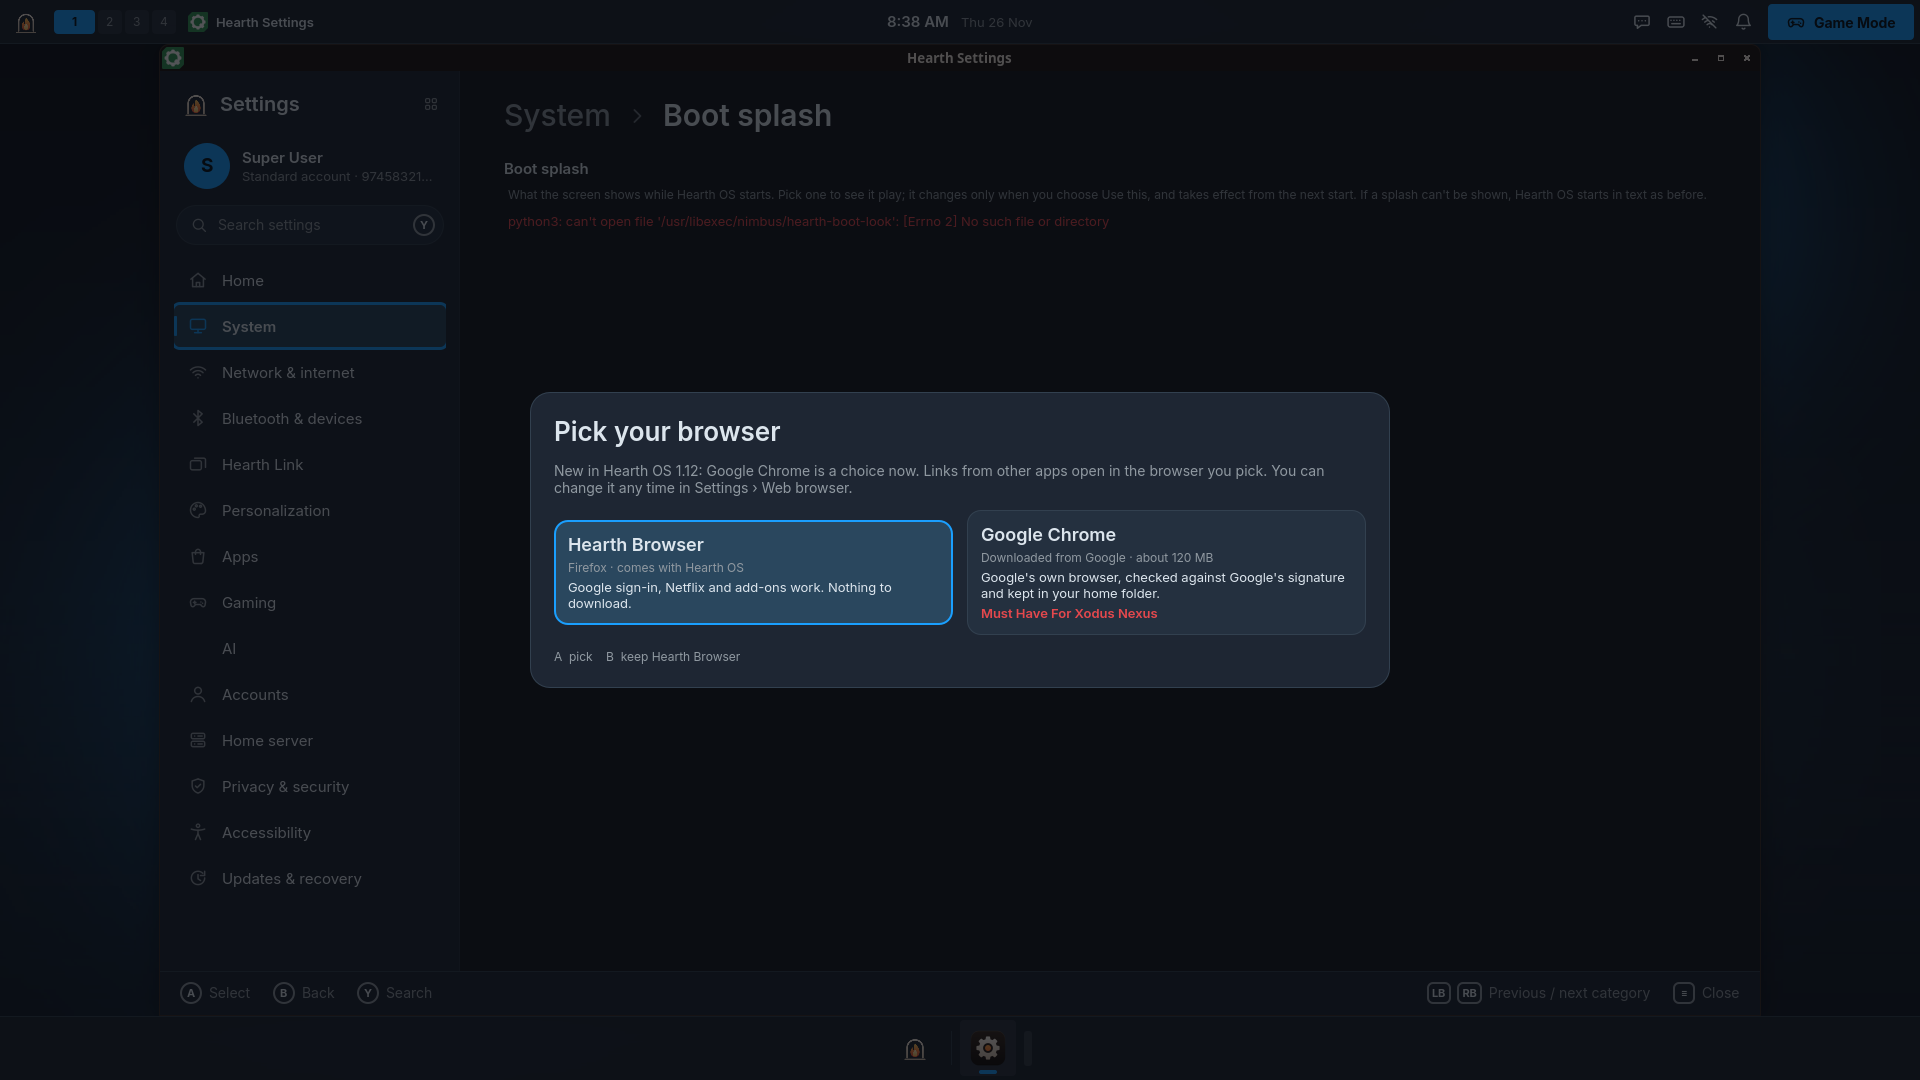 1
2
3
4
Hearth Settings
8:38 AM
Thu 26 Nov
Game Mode
Hearth Settings
Settings
S
Super User
Standard account · 97458321...
Search settings
Y
Home
System
Network & internet
Bluetooth & devices
Hearth Link
Personalization
Apps
Gaming
AI
Accounts
Home server
Privacy & security
Accessibility
Updates & recovery
System
Boot splash
Boot splash
What the screen shows while Hearth OS starts. Pick one to see it play; it changes only when you choose Use this, and takes effect from the next start. If a splash can't be shown, Hearth OS starts in text as before.
python3: can't open file '/usr/libexec/nimbus/hearth-boot-look': [Errno 2] No such file or directory
Pick your browser
New in Hearth OS 1.12: Google Chrome is a choice now. Links from other apps open in the browser you pick. You can
change it any time in Settings › Web browser.
Hearth Browser
Firefox · comes with Hearth OS
Google sign-in, Netflix and add-ons work. Nothing to
download.
Google Chrome
Downloaded from Google · about 120 MB
Google's own browser, checked against Google's signature
and kept in your home folder.
Must Have For Xodus Nexus
A pick B keep Hearth Browser
A Select B Back Y Search
LB RB Previous / next category ≡ Close